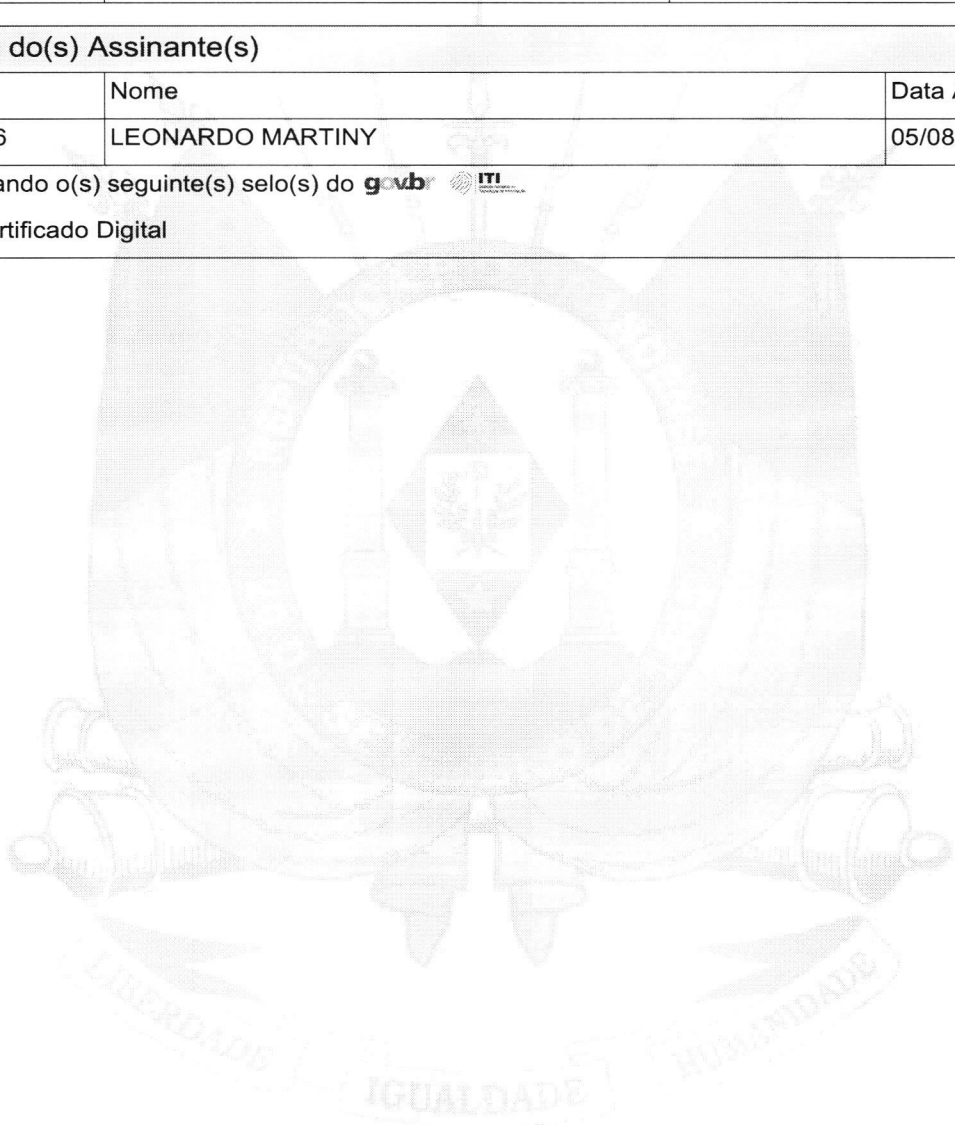 do(s) Assinante(s)
Nome
Data
6
LEONARDO MARTINY
05/08
ando o(s) seguinte(s) selo(s) do gov.br ITI
rtificado Digital
LIBERDADE
IGUALDADE
HUMANIDADE